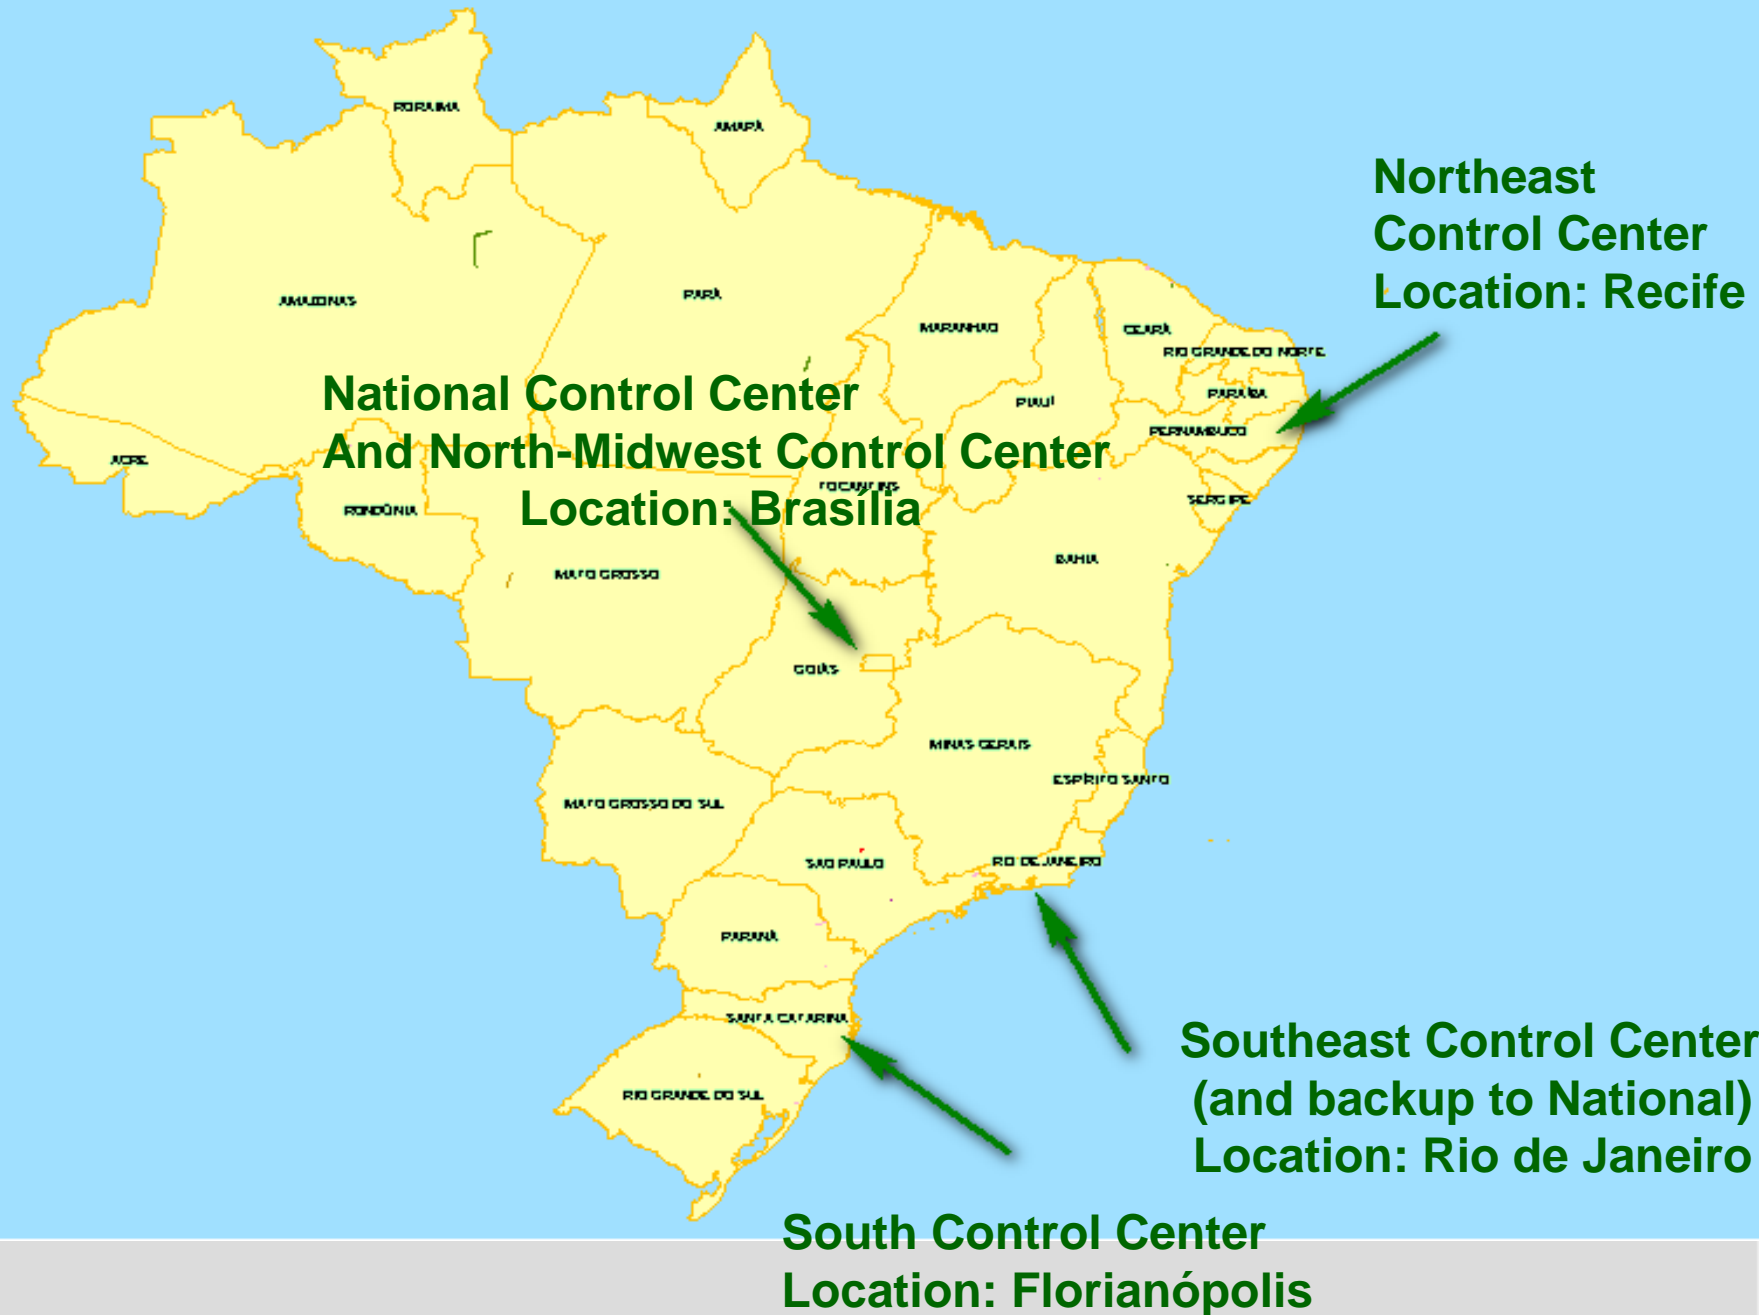 RORAIMA
AMAPÁ
Northeast
Control Center
Location: Recife
AMAZONAS
PARÁ
MARANHAO
CEARÁ
RIO GRANDE DO NORTE
PARAÍBA
PIAUÍ
PERNAMBUCO
National Control Center
And North-Midwest Control Center
Location: Brasília
ACRE
TOCANTINS
SERGIPE
RONDÔNIA
BAHIA
MATO GROSSO
GOIÁS
MINAS GERAIS
ESPÍRITO SANTO
MATO GROSSO DO SUL
SAO PAULO
RIO DE JANEIRO
PARANÁ
SANTA CATARINA
RIO GRANDE DO SUL
Southeast Control Center
(and backup to National)
Location: Rio de Janeiro
South Control Center
Location: Florianópolis